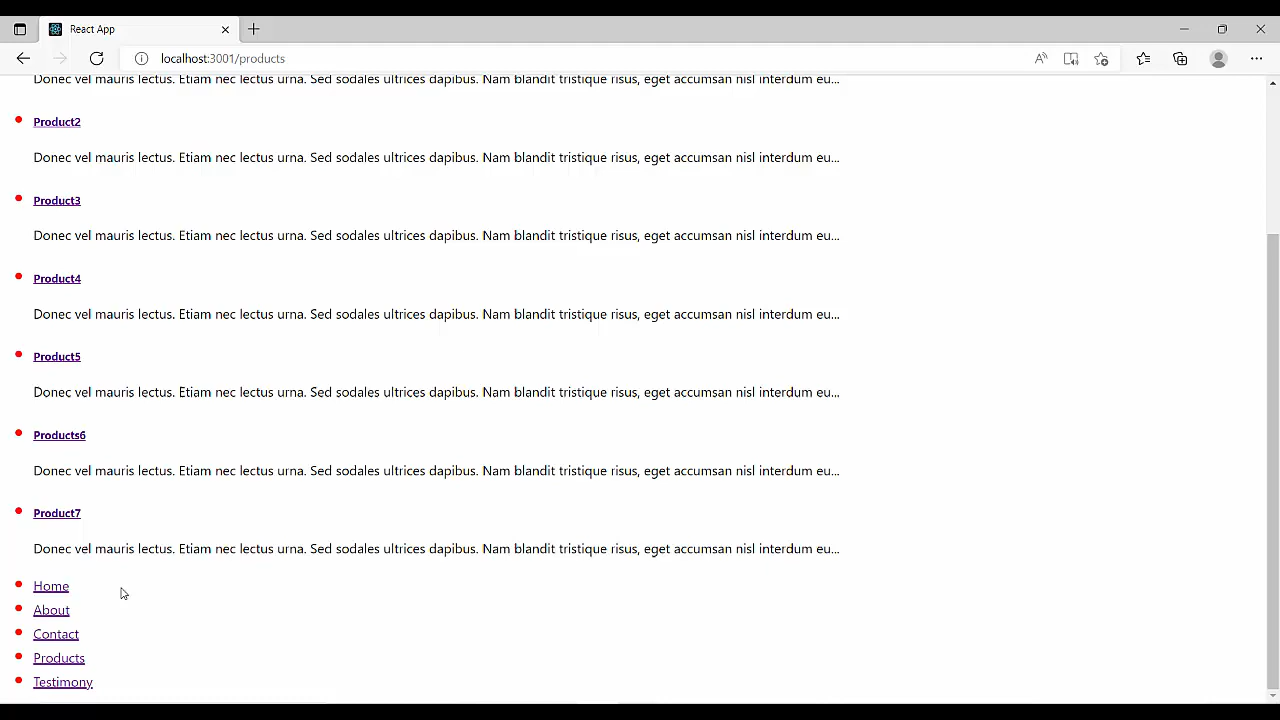 React App
localhost:3001/products
Donec vel mauris lectus. Etiam nec lectus urna. Sed sodales ultrices dapibus. Nam blandit tristique risus, eget accumsan nisl interdum eu...
Product2
Donec vel mauris lectus. Etiam nec lectus urna. Sed sodales ultrices dapibus. Nam blandit tristique risus, eget accumsan nisl interdum eu...
Product3
Donec vel mauris lectus. Etiam nec lectus urna. Sed sodales ultrices dapibus. Nam blandit tristique risus, eget accumsan nisl interdum eu...
Product4
Donec vel mauris lectus. Etiam nec lectus urna. Sed sodales ultrices dapibus. Nam blandit tristique risus, eget accumsan nisl interdum eu...
Product5
Donec vel mauris lectus. Etiam nec lectus urna. Sed sodales ultrices dapibus. Nam blandit tristique risus, eget accumsan nisl interdum eu...
Products6
Donec vel mauris lectus. Etiam nec lectus urna. Sed sodales ultrices dapibus. Nam blandit tristique risus, eget accumsan nisl interdum eu...
Product7
Donec vel mauris lectus. Etiam nec lectus urna. Sed sodales ultrices dapibus. Nam blandit tristique risus, eget accumsan nisl interdum eu...
Home
About
Contact
Products
Testimony